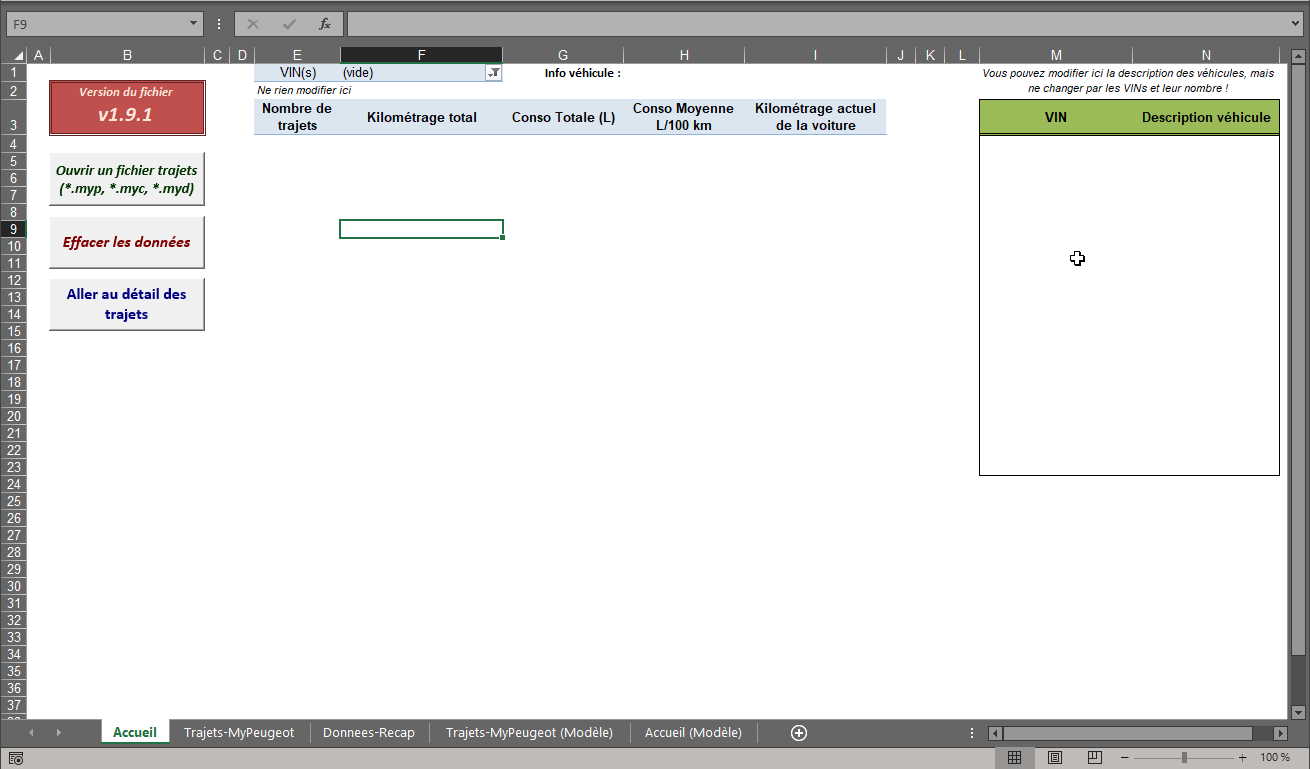 F9
fx
A B C D E F G H I J K L M N
1 VIN(s) (vide) Info véhicule :
Vous pouvez modifier ici la description des véhicules, mais
ne changer par les VINs et leur nombre !
2 Ne rien modifier ici
Version du fichier
v1.9.1
3
Nombre de
trajets
Kilométrage total
Conso Totale (L)
Conso Moyenne
L/100 km
Kilométrage actuel
de la voiture
VIN
Description véhicule
4
5
Ouvrir un fichier trajets
(*.myp, *.myc, *.myd)
6
7
8
9
10
Effacer les données
11
12
13
Aller au détail des
trajets
14
15
16
17
18
19
20
21
22
23
24
25
26
27
28
29
30
31
32
33
34
35
36
37
Accueil Trajets-MyPeugeot Donnees-Recap Trajets-MyPeugeot (Modèle) Accueil (Modèle)
100 %